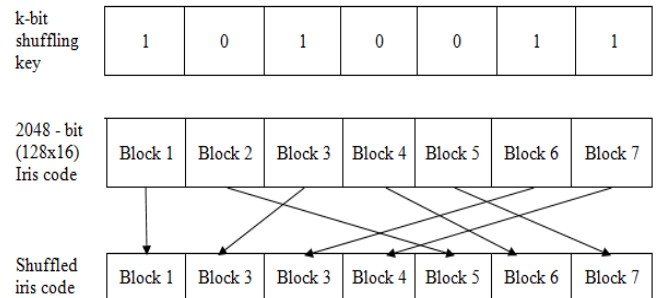 k-bit
shuffling
key
1 0 1 0 0 1 1
2048 - bit
(128x16)
Iris code
Block 1 Block 2 Block 3 Block 4 Block 5 Block 6 Block 7
Shuffled
iris code
Block 1 Block 3 Block 3 Block 4 Block 5 Block 6 Block 7